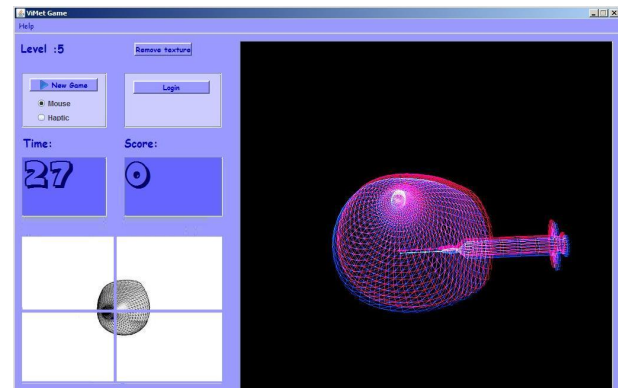 ViMet Game
Help
Level :5
Remove texture
New Game
Login
Mouse
Haptic
Time:
Score:
27
0